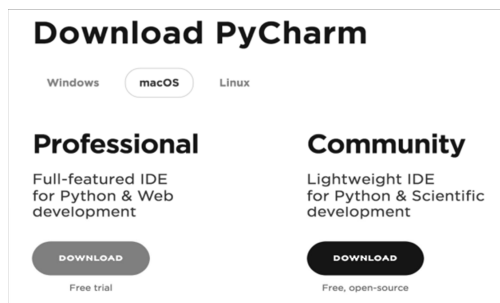 Download PyCharm
Windows macOS Linux
Professional
Full-featured IDE
for Python & Web
development
DOWNLOAD
Free trial
Community
Lightweight IDE
for Python & Scientific
development
DOWNLOAD
Free, open-source